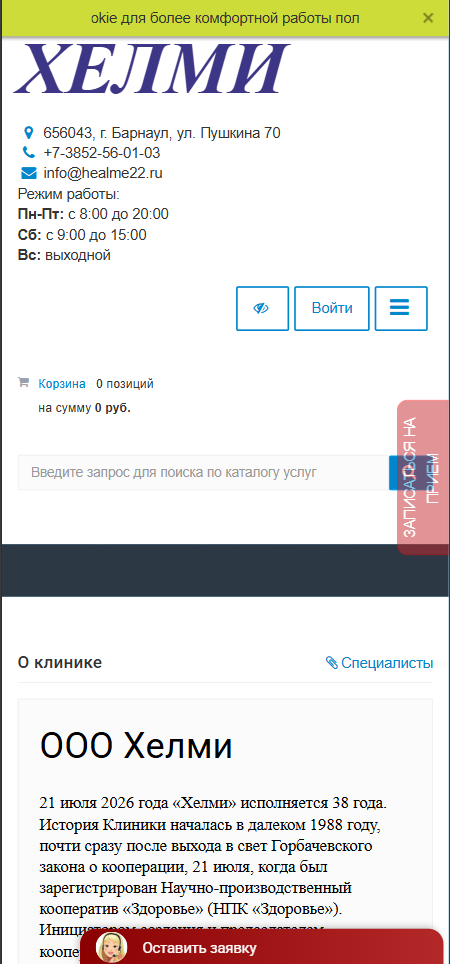 okie для более комфортной работы пол
×
ХЕЛМИ
656043, г. Барнаул, ул. Пушкина 70
+7-3852-56-01-03
info@healme22.ru
Режим работы:
Пн-Пт: с 8:00 до 20:00
Сб: с 9:00 до 15:00
Вс: выходной
Войти
Корзина 0 позиций
на сумму 0 руб.
ЗАПИСАТЬСЯ НА
ПРИЕМ
Введите запрос для поиска по каталогу услуг
О клинике
Специалисты
ООО Хелми
21 июля 2026 года «Хелми» исполняется 38 года.
История Клиники началась в далеком 1988 году,
почти сразу после выхода в свет Горбачевского
закона о кооперации, 21 июля, когда был
зарегистрирован Научно-производственный
кооператив «Здоровье» (НПК «Здоровье»).
Инициатором создания и председателем
Оставить заявку